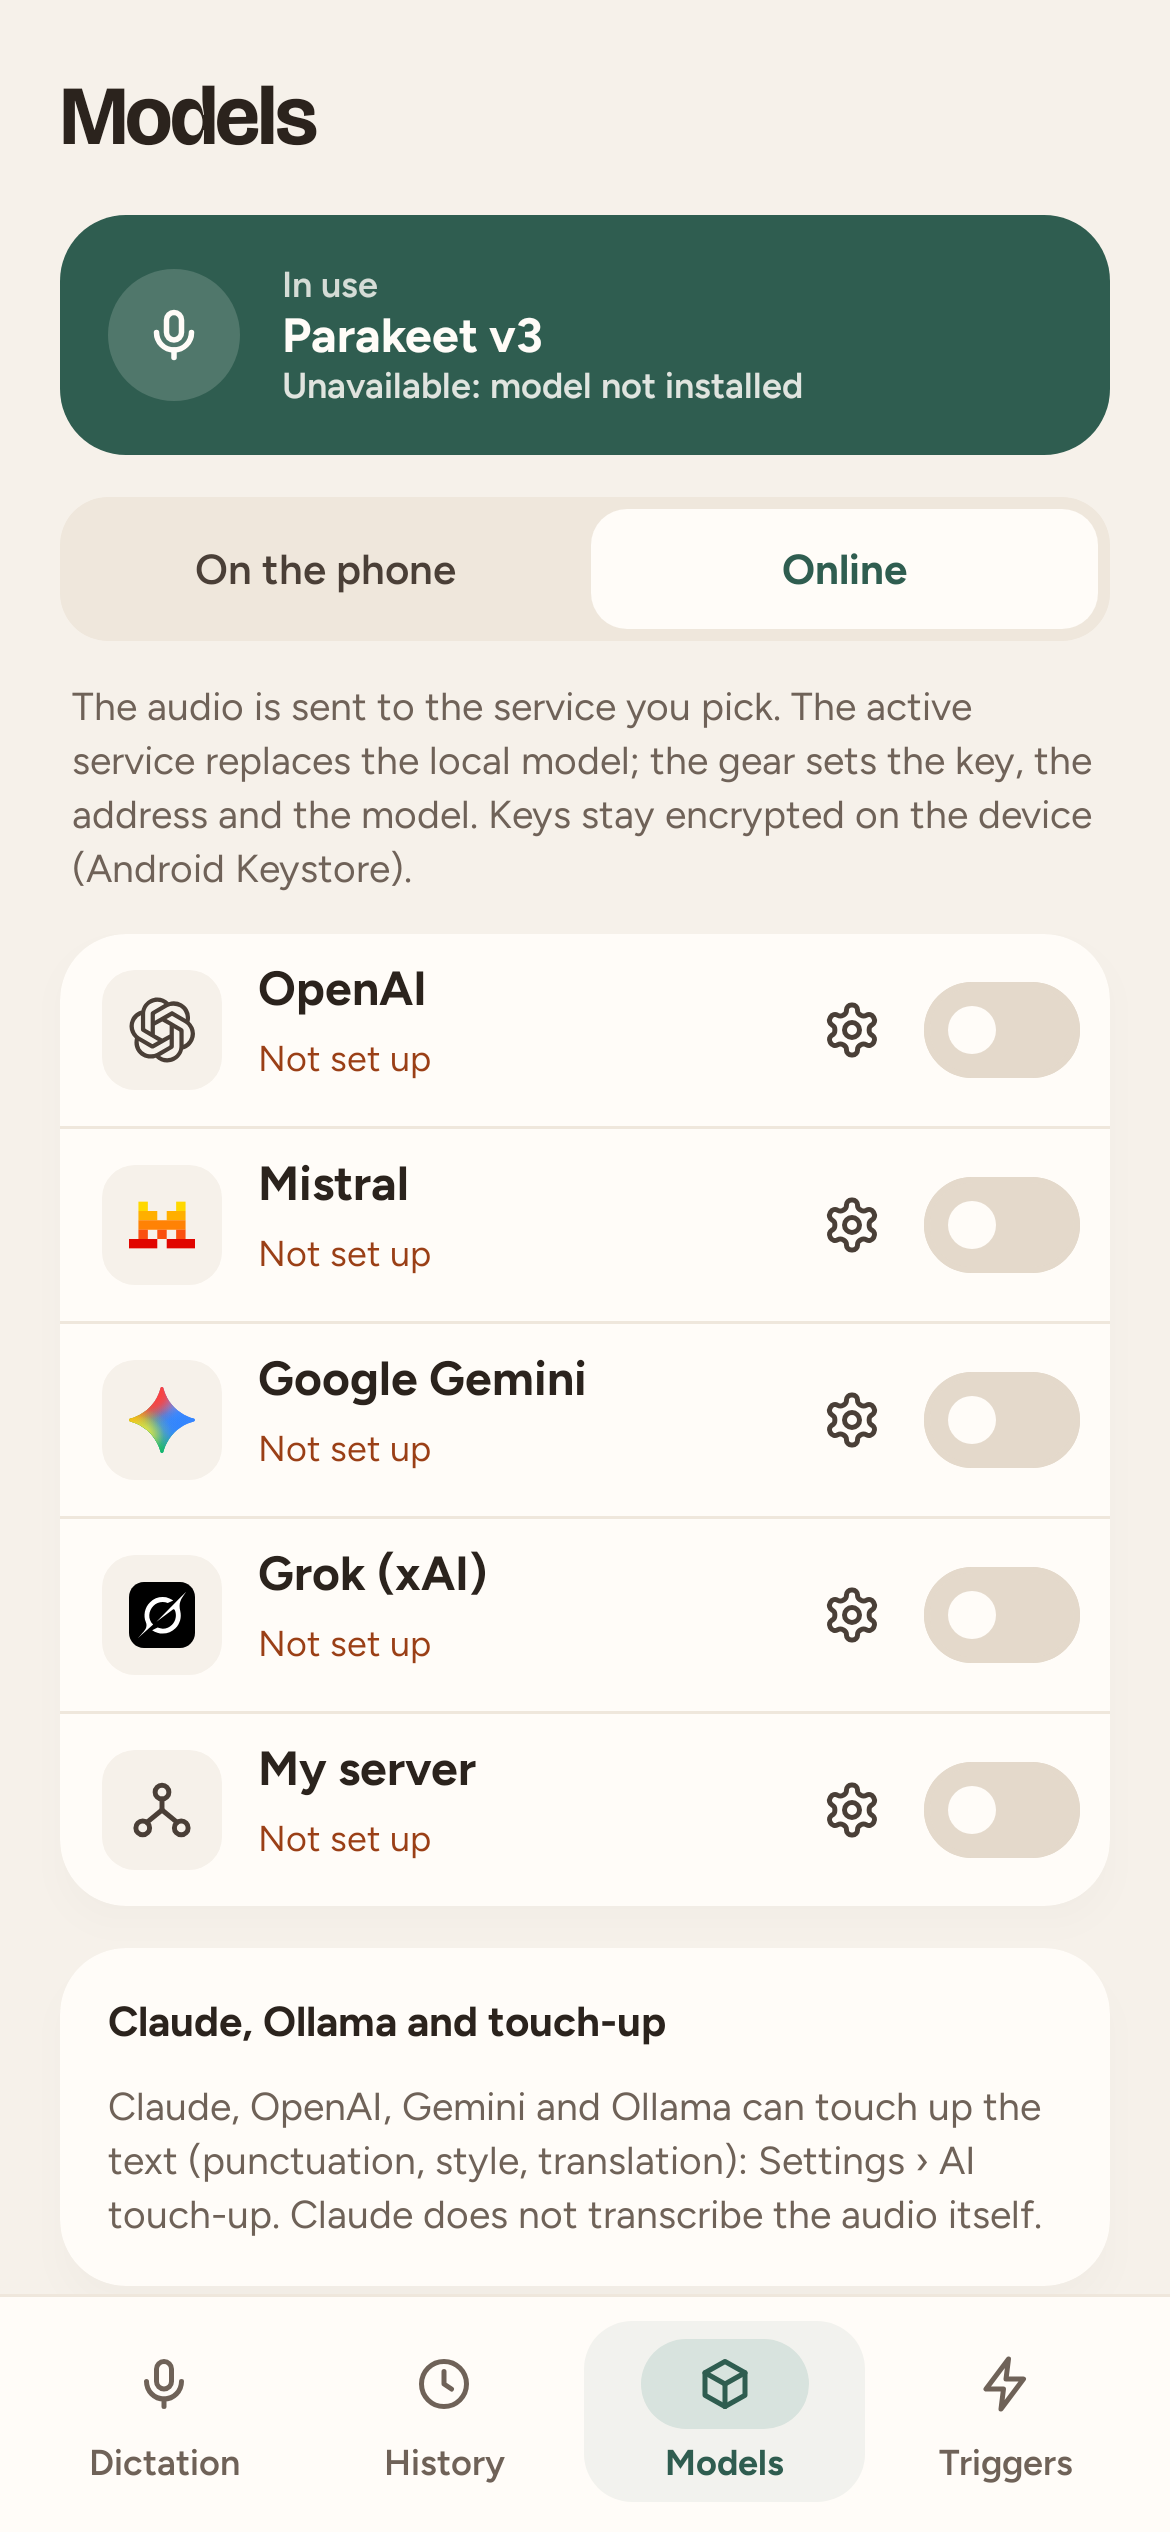 Models
In use
Parakeet v3
Unavailable: model not installed
On the phone
Online
The audio is sent to the service you pick. The active
service replaces the local model; the gear sets the key, the
address and the model. Keys stay encrypted on the device
(Android Keystore).
OpenAI
Not set up
Mistral
Not set up
Google Gemini
Not set up
Grok (xAI)
Not set up
My server
Not set up
Claude, Ollama and touch-up
Claude, OpenAI, Gemini and Ollama can touch up the
text (punctuation, style, translation): Settings › AI
touch-up. Claude does not transcribe the audio itself.
Dictation
History
Models
Triggers